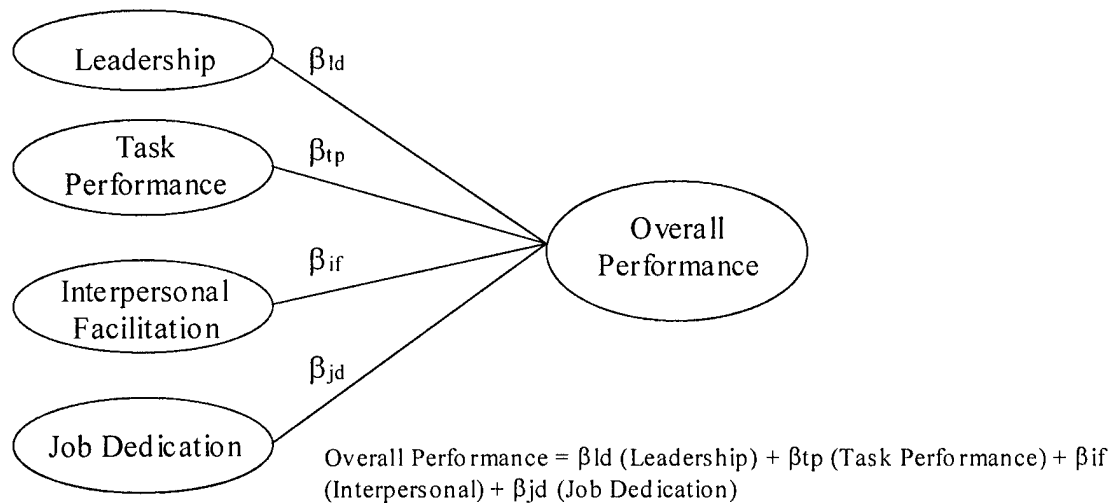 Leadership
βld
Task
Performance
βtp
Overall
Performance
βif
Interpersonal
Facilitation
βjd
Job Dedication
Overall Performance = βld (Leadership) + βtp (Task Performance) + βif
(Interpersonal) + βjd (Job Dedication)